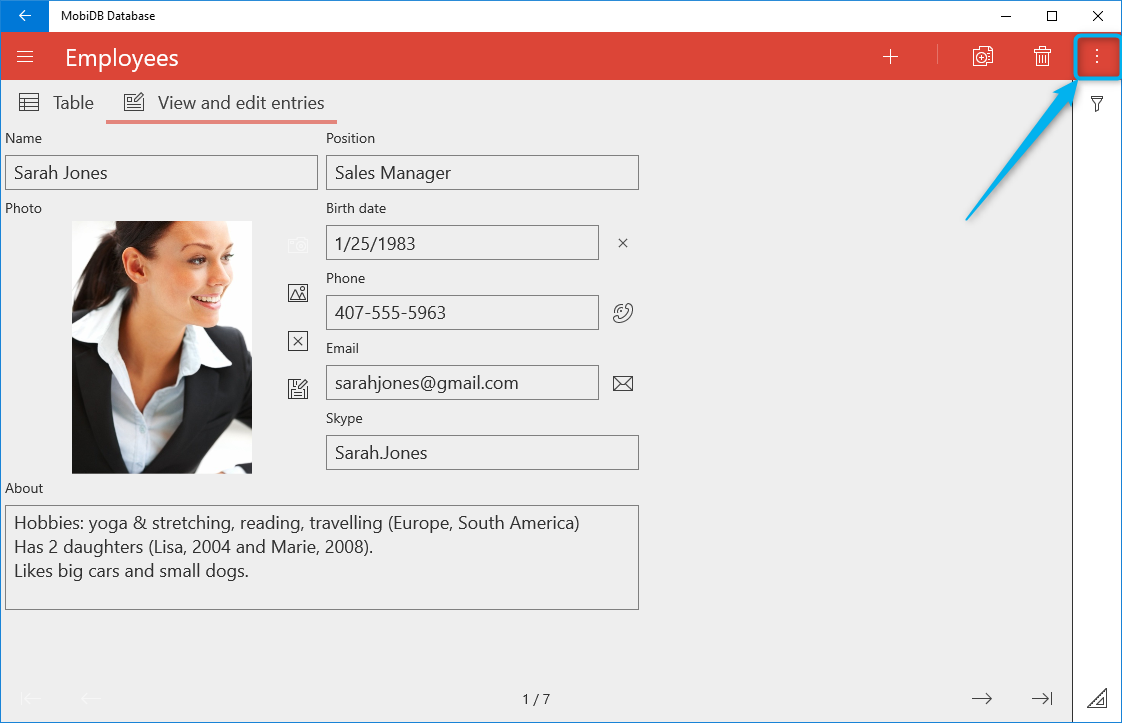 MobiDB Database
Employees
Table
View and edit entries
Name
Position
Sarah Jones
Sales Manager
Photo
Birth date
1/25/1983
Phone
407-555-5963
Email
sarahjones@gmail.com
Skype
Sarah.Jones
About
Hobbies: yoga & stretching, reading, travelling (Europe, South America)
Has 2 daughters (Lisa, 2004 and Marie, 2008).
Likes big cars and small dogs.
1 / 7